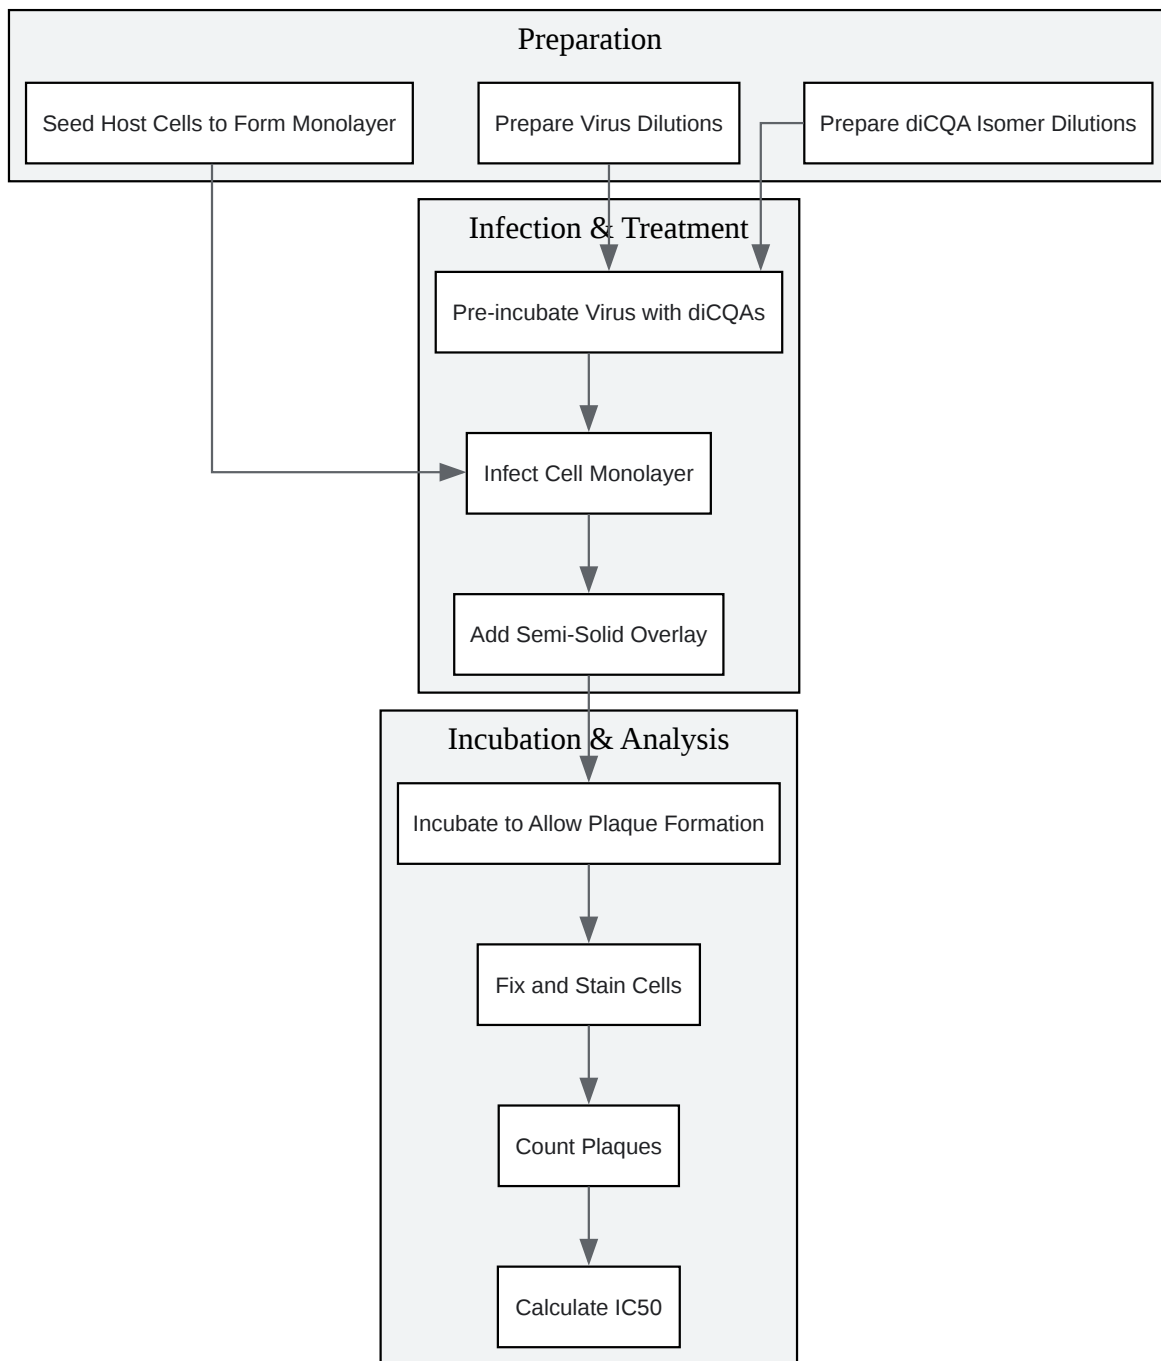 Preparation
Seed Host Cells to Form Monolayer
Prepare Virus Dilutions
Prepare diCQA Isomer Dilutions
Infection & Treatment
Pre-incubate Virus with diCQAs
Infect Cell Monolayer
Add Semi-Solid Overlay
Incubation & Analysis
Incubate to Allow Plaque Formation
Fix and Stain Cells
Count Plaques
Calculate IC50